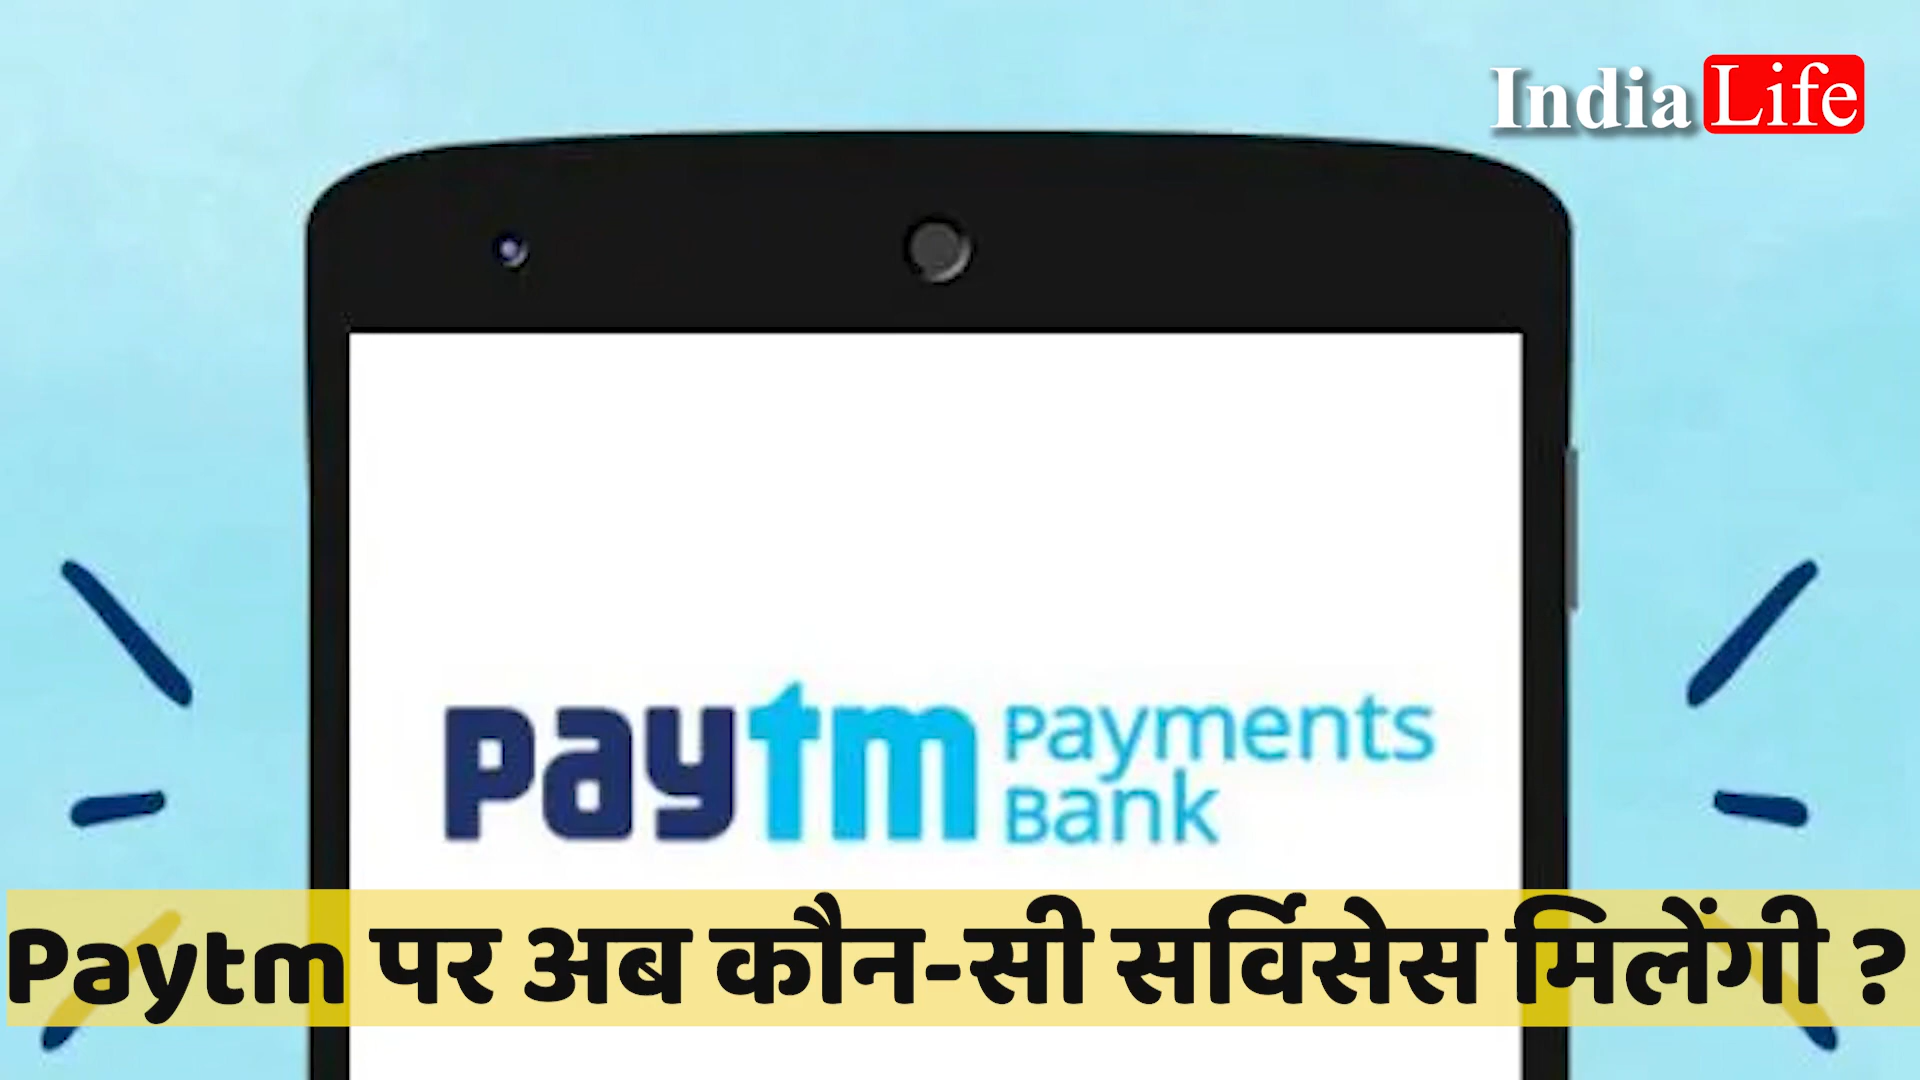 India Life
paytm Payments
Bank
Paytm पर अब कौन-सी सर्विसेस मिलेंगी ?